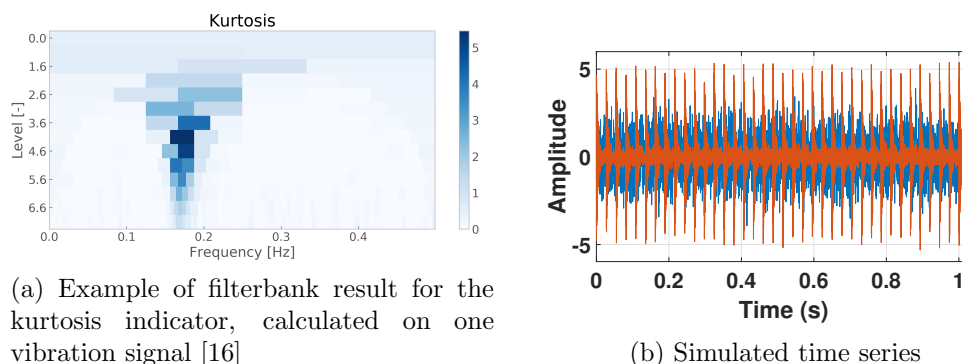 Kurtosis
0.0
1.6
2.6
3.6
4.6
5.6
6.6
Level [-]
0.0 0.1 0.2 0.3 0.4
Frequency [Hz]
5
4
3
2
1
0
(a) Example of filterbank result for the
kurtosis indicator, calculated on one
vibration signal [16]
5
0
-5
Amplitude
0 0.2 0.4 0.6 0.8 1
Time (s)
(b) Simulated time series